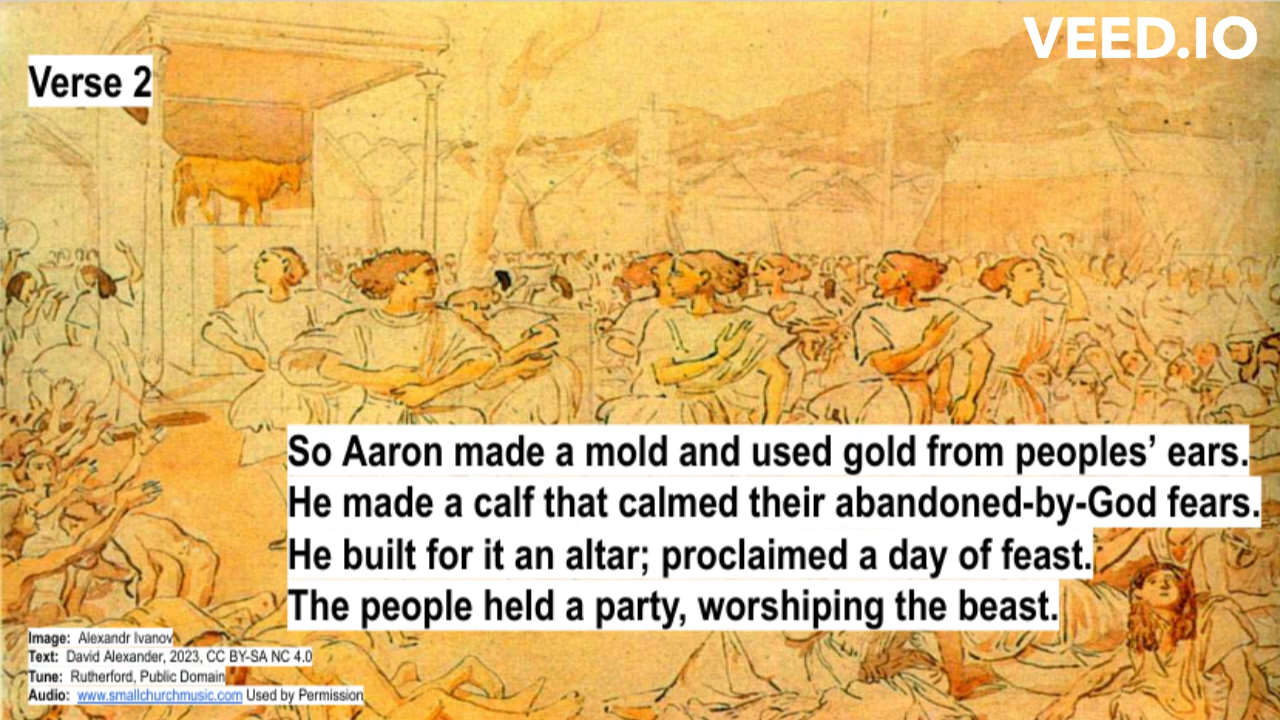 VEED.IO
Verse 2
So Aaron made a mold and used gold from peoples’ ears.
He made a calf that calmed their abandoned-by-God fears.
He built for it an altar; proclaimed a day of feast.
The people held a party, worshiping the beast.
Image: Alexandr Ivanov
Text: David Alexander, 2023, CC BY-SA NC 4.0
Tune: Rutherford, Public Domain
Audio: www.smallchurchmusic.com Used by Permission